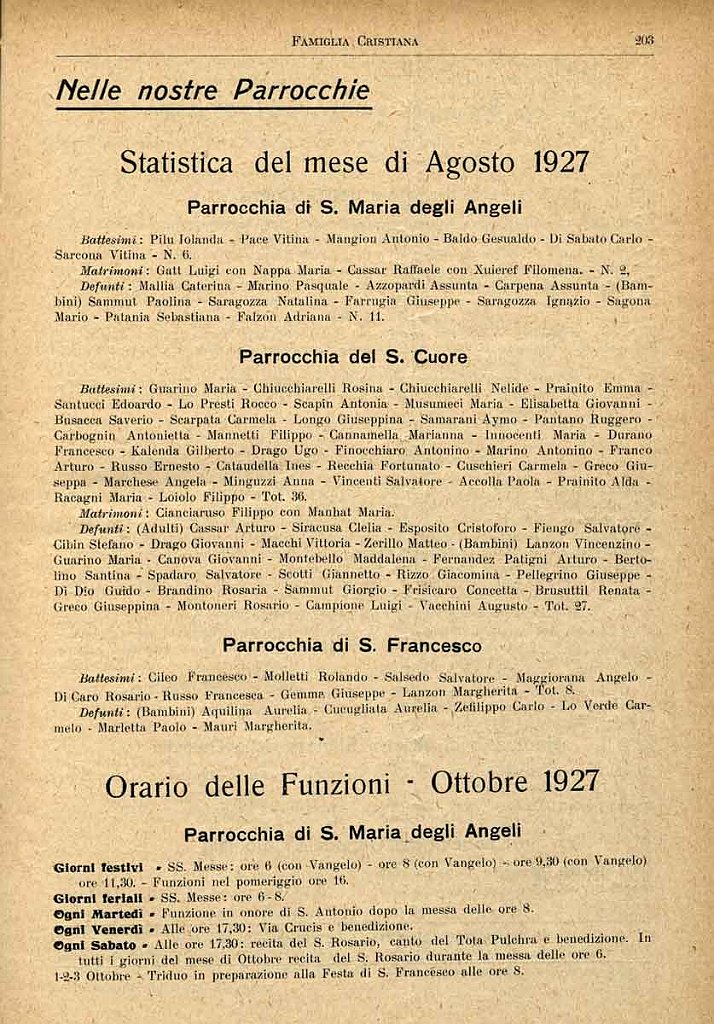 FAMIGLIA CRISTIANA 203
Nelle nostre Parrocchie
Statistica del mese di Agosto 1927
Parrocchia di S. Maria degli Angeli
Battesimi: Pilu Iolanda - Pace Vitina - Mangion Antonio - Baldo Gesualdo - Di Sabato Carlo -
Sarcona Vitina - N. 6.
Matrimoni: Gatt Luigi con Nappa Maria - Cassar Raffaele con Xuieref Filomena. - N. 2,
Defunti: Mallia Caterina - Marino Pasquale - Azzopardi Assunta - Carpena Assunta - (Bam-
bini) Sammut Paolina - Saragozza Natalina - Farrugia Giuseppe - Saragozza Ignazio - Sagona
Mario - Patania Sebastiana - Falzon Adriana - N. 11.
Parrocchia del S. Cuore
Battesimi: Guarino Maria - Chiucchiarelli Rosina - Chiucchiarelli Nelide - Prainito Emma -
Santucci Edoardo - Lo Presti Rocco - Scapin Antonia - Musumeci Maria - Elisabetta Giovanni -
Busacca Saverio - Scarpata Carmela - Longo Giuseppina - Samarani Aymo - Pantano Ruggero -
Carbognin Antonietta - Mannetti Filippo - Cannamella Marianna - Innocenti Maria - Durano
Francesco - Kalenda Gilberto - Drago Ugo - Finocchiaro Antonino - Marino Antonino - Franco
Arturo - Russo Ernesto - Cataudella Ines - Recchia Fortunato - Cuschieri Carmela - Greco Giu-
seppa - Marchese Angela - Minguzzi Anna - Vincenti Salvatore - Accolla Paola - Prainito Alda -
Racagni Maria - Loiolo Filippo - Tot. 36.
Matrimoni: Cianciaruso Filippo con Manhat Maria.
Defunti: (Adulti) Cassar Arturo - Siracusa Clelia - Esposito Cristoforo - Fiengo Salvatore -
Cibin Stefano - Drago Giovanni - Macchi Vittoria - Zerillo Matteo - (Bambini) Lanzon Vincenzino -
Guarino Maria - Canova Giovanni - Montebello Maddalena - Fernandez Patigni Arturo - Berto-
lino Santina - Spadaro Salvatore - Scotti Giannetto - Rizzo Giacomina - Pellegrino Giuseppe -
Di Dio Guido - Brandino Rosaria - Sammut Giorgio - Frisicaro Concetta - Brusuttil Renata -
Greco Giuseppina - Montoneri Rosario - Campione Luigi - Vacchini Augusto - Tot. 27.
Parrocchia di S. Francesco
Battesimi: Cileo Francesco - Molletti Rolando - Salsedo Salvatore - Maggiorana Angelo -
Di Caro Rosario - Russo Francesca - Gemma Giuseppe - Lanzon Margherita - Tot. 8.
Defunti: (Bambini) Aquilina Aurelia - Cucugliata Aurelia - Zefilippo Carlo - Lo Verde Car-
melo - Marletta Paolo - Mauri Margherita.
Orario delle Funzioni - Ottobre 1927
Parrocchia di S. Maria degli Angeli
Giorni festivi - SS. Messe: ore 6 (con Vangelo) - ore 8 (con Vangelo) - ore 9,30 (con Vangelo)
ore 11,30. - Funzioni nel pomeriggio ore 16.
Giorni feriali - SS. Messe: ore 6-8.
Ogni Martedì - Funzione in onore di S. Antonio dopo la messa delle ore 8.
Ogni Venerdì - Alle ore 17,30: Via Crucis e benedizione.
Ogni Sabato - Alle ore 17,30: recita del S. Rosario, canto del Tota Pulchra e benedizione. In
tutti i giorni del mese di Ottobre recita del S. Rosario durante la messa delle ore 6.
1-2-3 Ottobre - Triduo in preparazione alla Festa di S. Francesco alle ore 8.